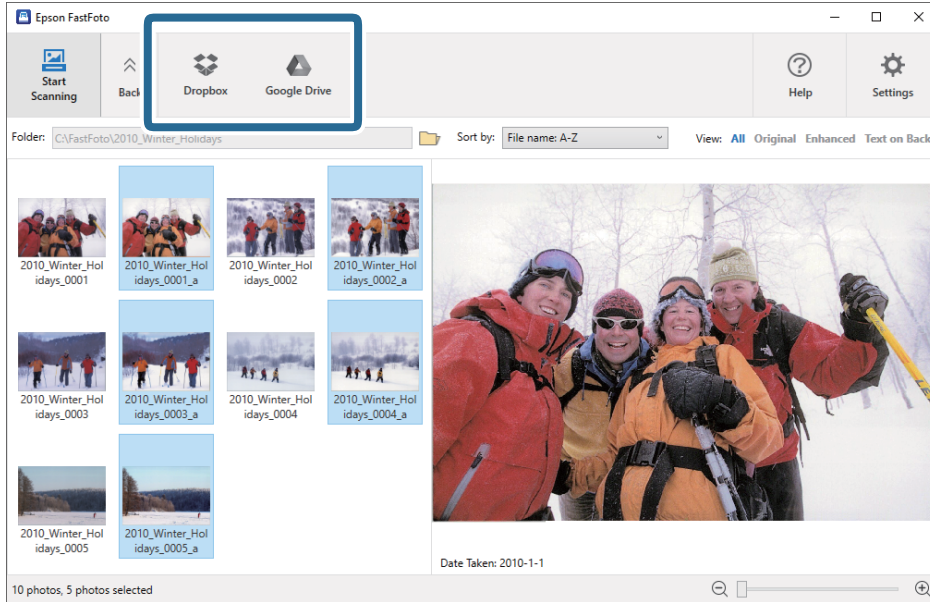 Epson FastFoto
Start
Scanning
Back
Dropbox
Google Drive
Help
Settings
Folder: C:\FastFoto\2010_Winter_Holidays
Sort by: File name: A-Z
View: All Original Enhanced Text on Back
2010_Winter_Hol
idays_0001
2010_Winter_Hol
idays_0001_a
2010_Winter_Hol
idays_0002
2010_Winter_Hol
idays_0002_a
2010_Winter_Hol
idays_0003
2010_Winter_Hol
idays_0003_a
2010_Winter_Hol
idays_0004
2010_Winter_Hol
idays_0004_a
2010_Winter_Hol
idays_0005
2010_Winter_Hol
idays_0005_a
Date Taken: 2010-1-1
10 photos, 5 photos selected